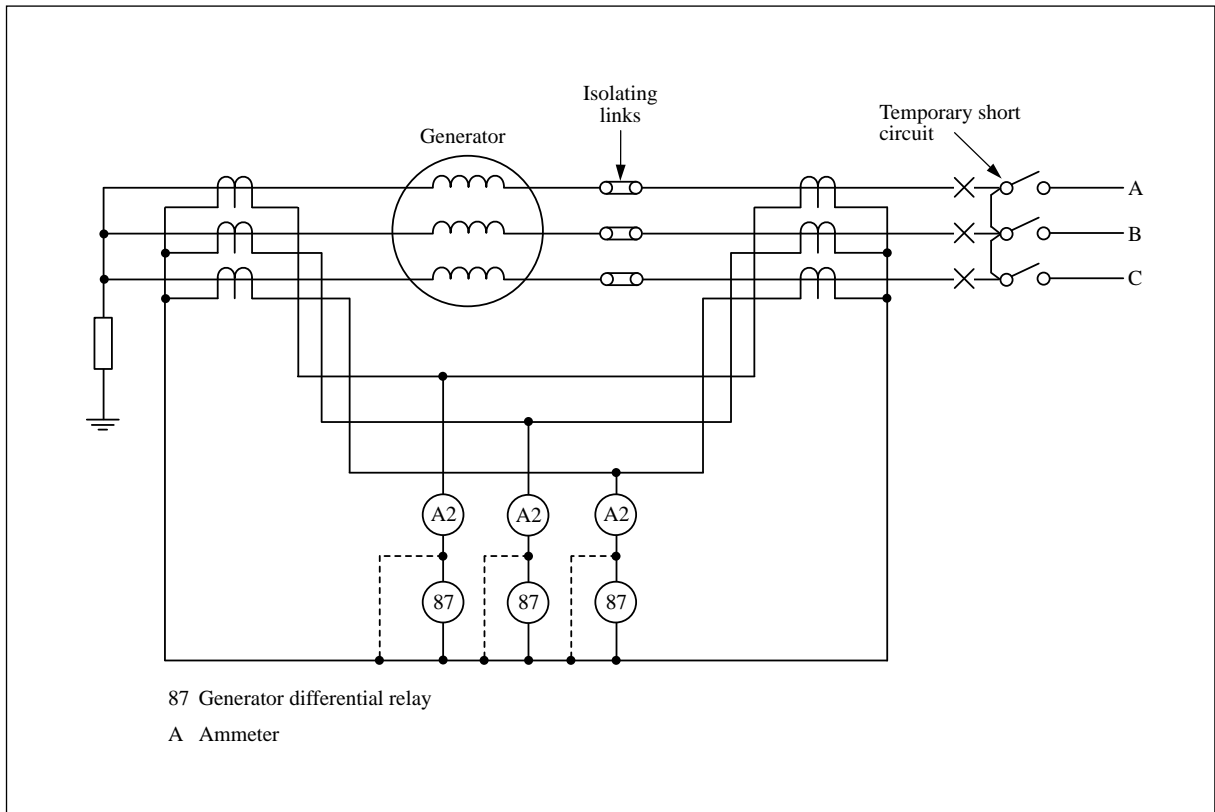 Isolating
links
Temporary short
circuit
Generator
A
B
C
A2
A2
A2
87
87
87
87 Generator differential relay
A Ammeter